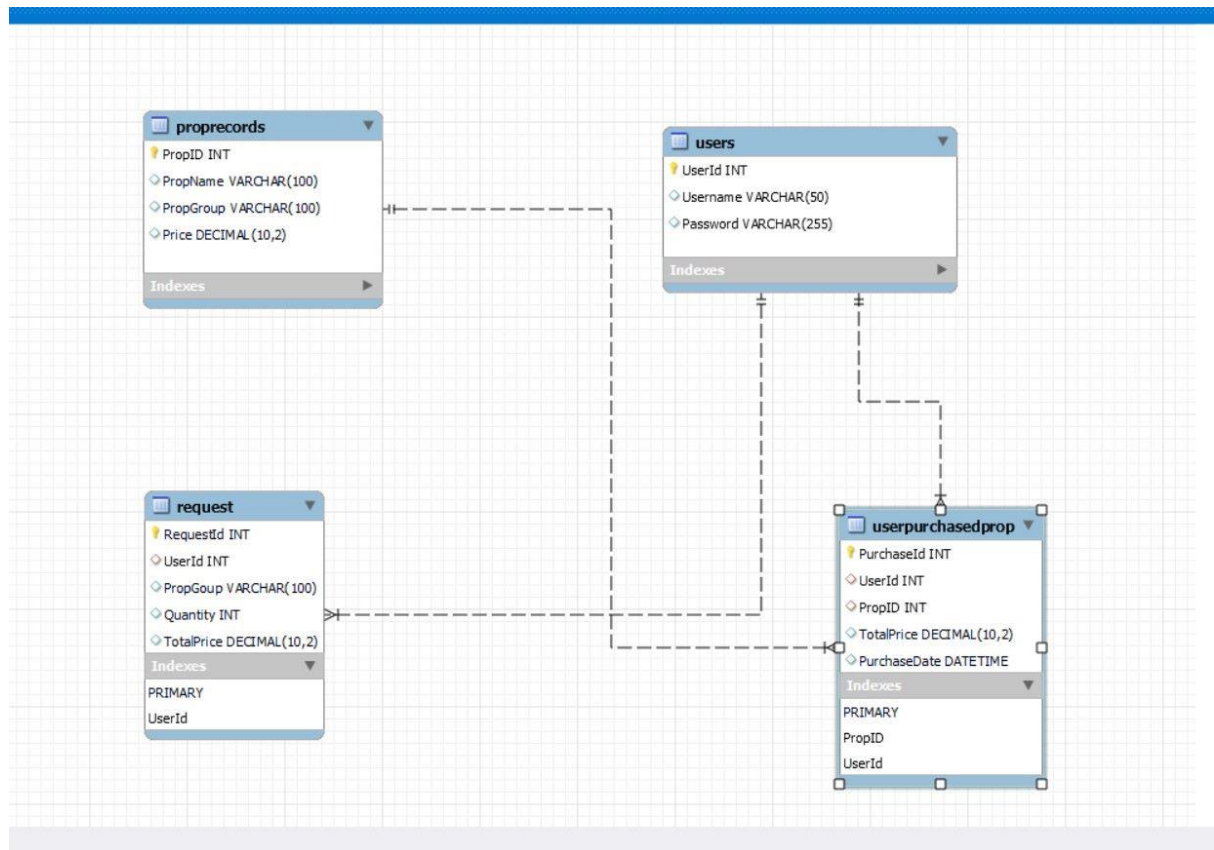 proprecords
PropID INT
PropName VARCHAR(100)
PropGroup VARCHAR(100)
Price DECIMAL(10,2)
Indexes
users
UserId INT
Username VARCHAR(50)
Password VARCHAR(255)
Indexes
request
RequestId INT
UserId INT
PropGoup VARCHAR(100)
Quantity INT
TotalPrice DECIMAL(10,2)
Indexes
PRIMARY
UserId
userpurchasedprop
PurchaseId INT
UserId INT
PropID INT
TotalPrice DECIMAL(10,2)
PurchaseDate DATETIME
Indexes
PRIMARY
PropID
UserId